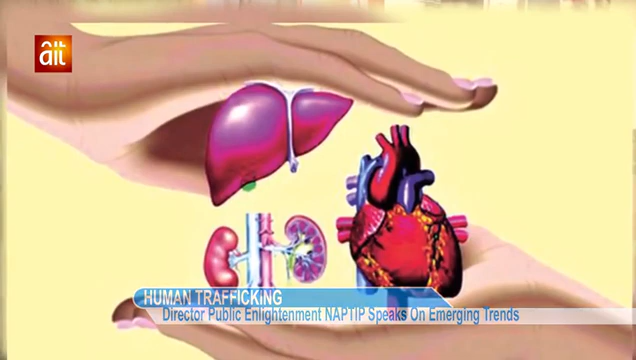 ait
HUMAN TRAFFICKING
Director Public Enlightenment NAPTIP Speaks On Emerging Trends